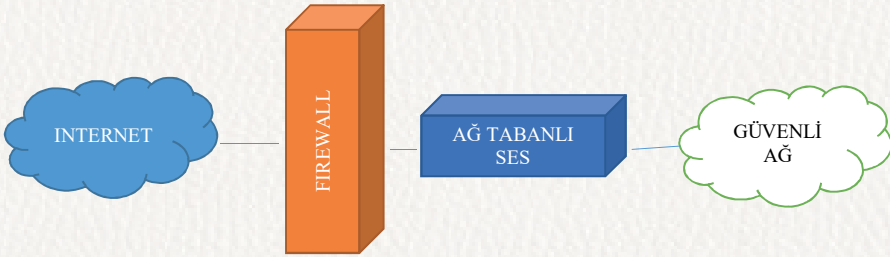 INTERNET
FIREWALL
AĞ TABANLI
SES
GÜVENLİ
AĞ